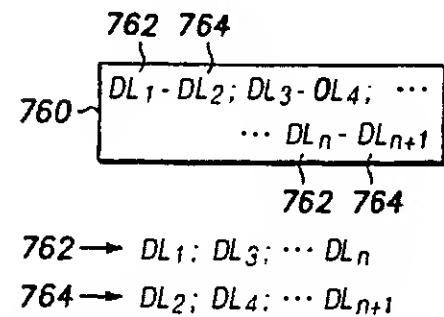 762 764
DL₁ - DL₂; DL₃ - OL₄; ...
760
... DLₙ - DLₙ₊₁
762 764
762 → DL₁; DL₃; ... DLₙ
764 → DL₂; DL₄; ... DLₙ₊₁